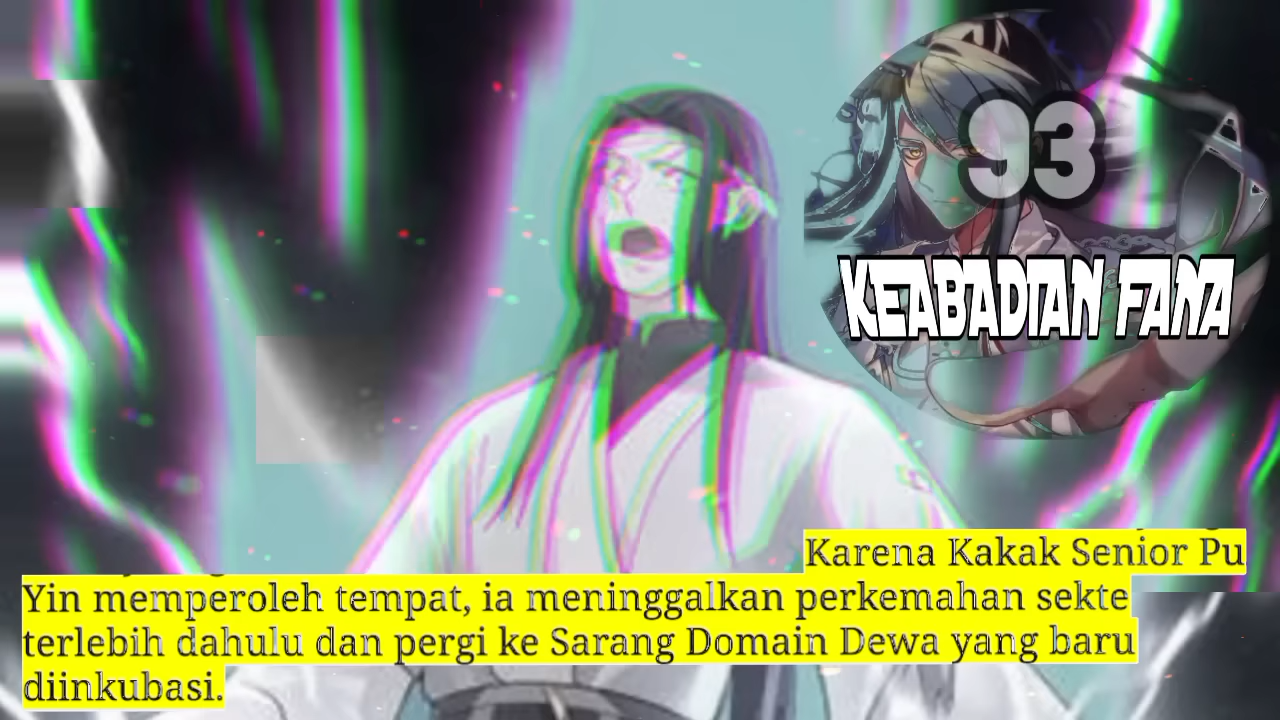 93
KEABADIAN FANA
Karena Kakak Senior Pu
Yin memperoleh tempat, ia meninggalkan perkemahan sekte
terlebih dahulu dan pergi ke Sarang Domain Dewa yang baru
diinkubasi.